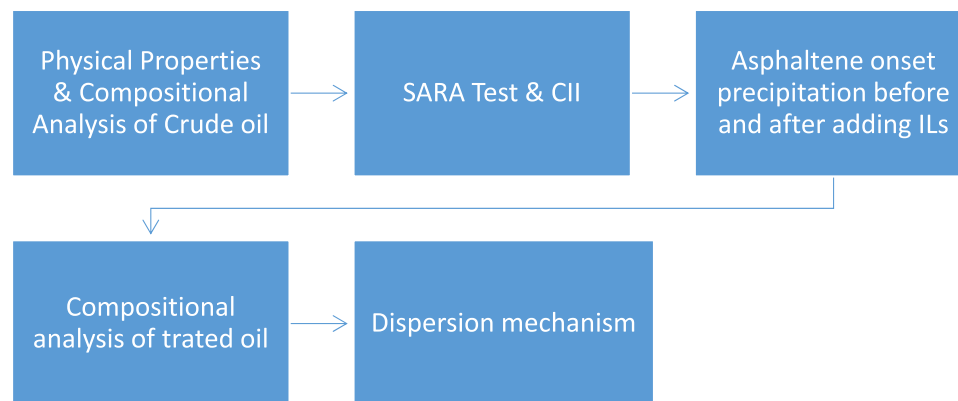 Physical Properties
& Compositional
Analysis of Crude oil
SARA Test & CII
Asphaltene onset
precipitation before
and after adding ILs
Compositional
analysis of trated oil
Dispersion mechanism